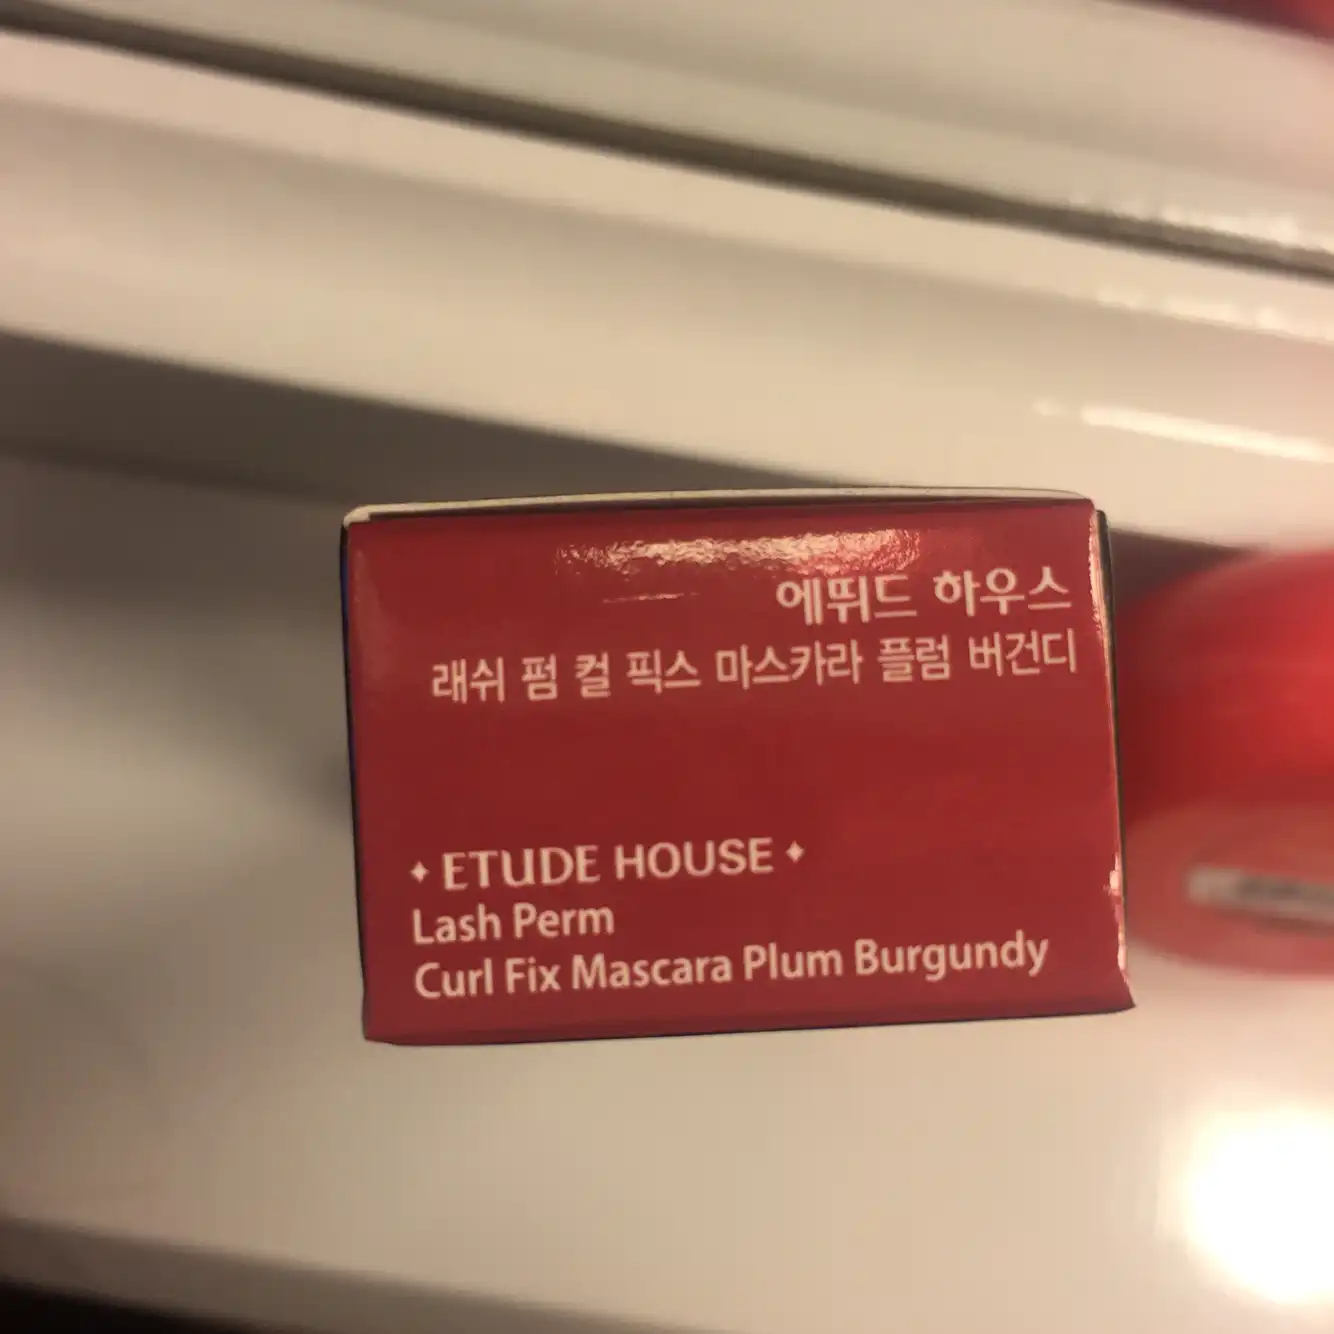 에뛰드 하우스
래쉬 펌 컬 픽스 마스카라 플럼 버건디
✦ ETUDE HOUSE ✦
Lash Perm
Curl Fix Mascara Plum Burgundy